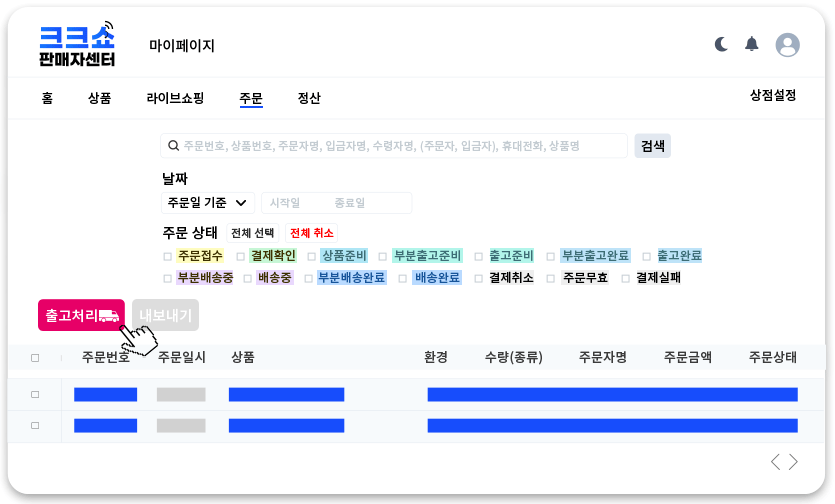 크크쇼
판매자센터
마이페이지
홈 상품 라이브쇼핑 주문 정산 상점설정
주문번호, 상품번호, 주문자명, 입금자명, 수령자명, (주문자, 입금자), 휴대전화, 상품명 검색
날짜
주문일 기준 시작일 종료일
주문 상태 전체 선택 전체 취소
주문접수 결제확인 상품준비 부분출고준비 출고준비 부분출고완료 출고완료
부분배송중 배송중 부분배송완료 배송완료 결제취소 주문무효 결제실패
출고처리 내보내기
주문번호 주문일시 상품 환경 수량(종류) 주문자명 주문금액 주문상태